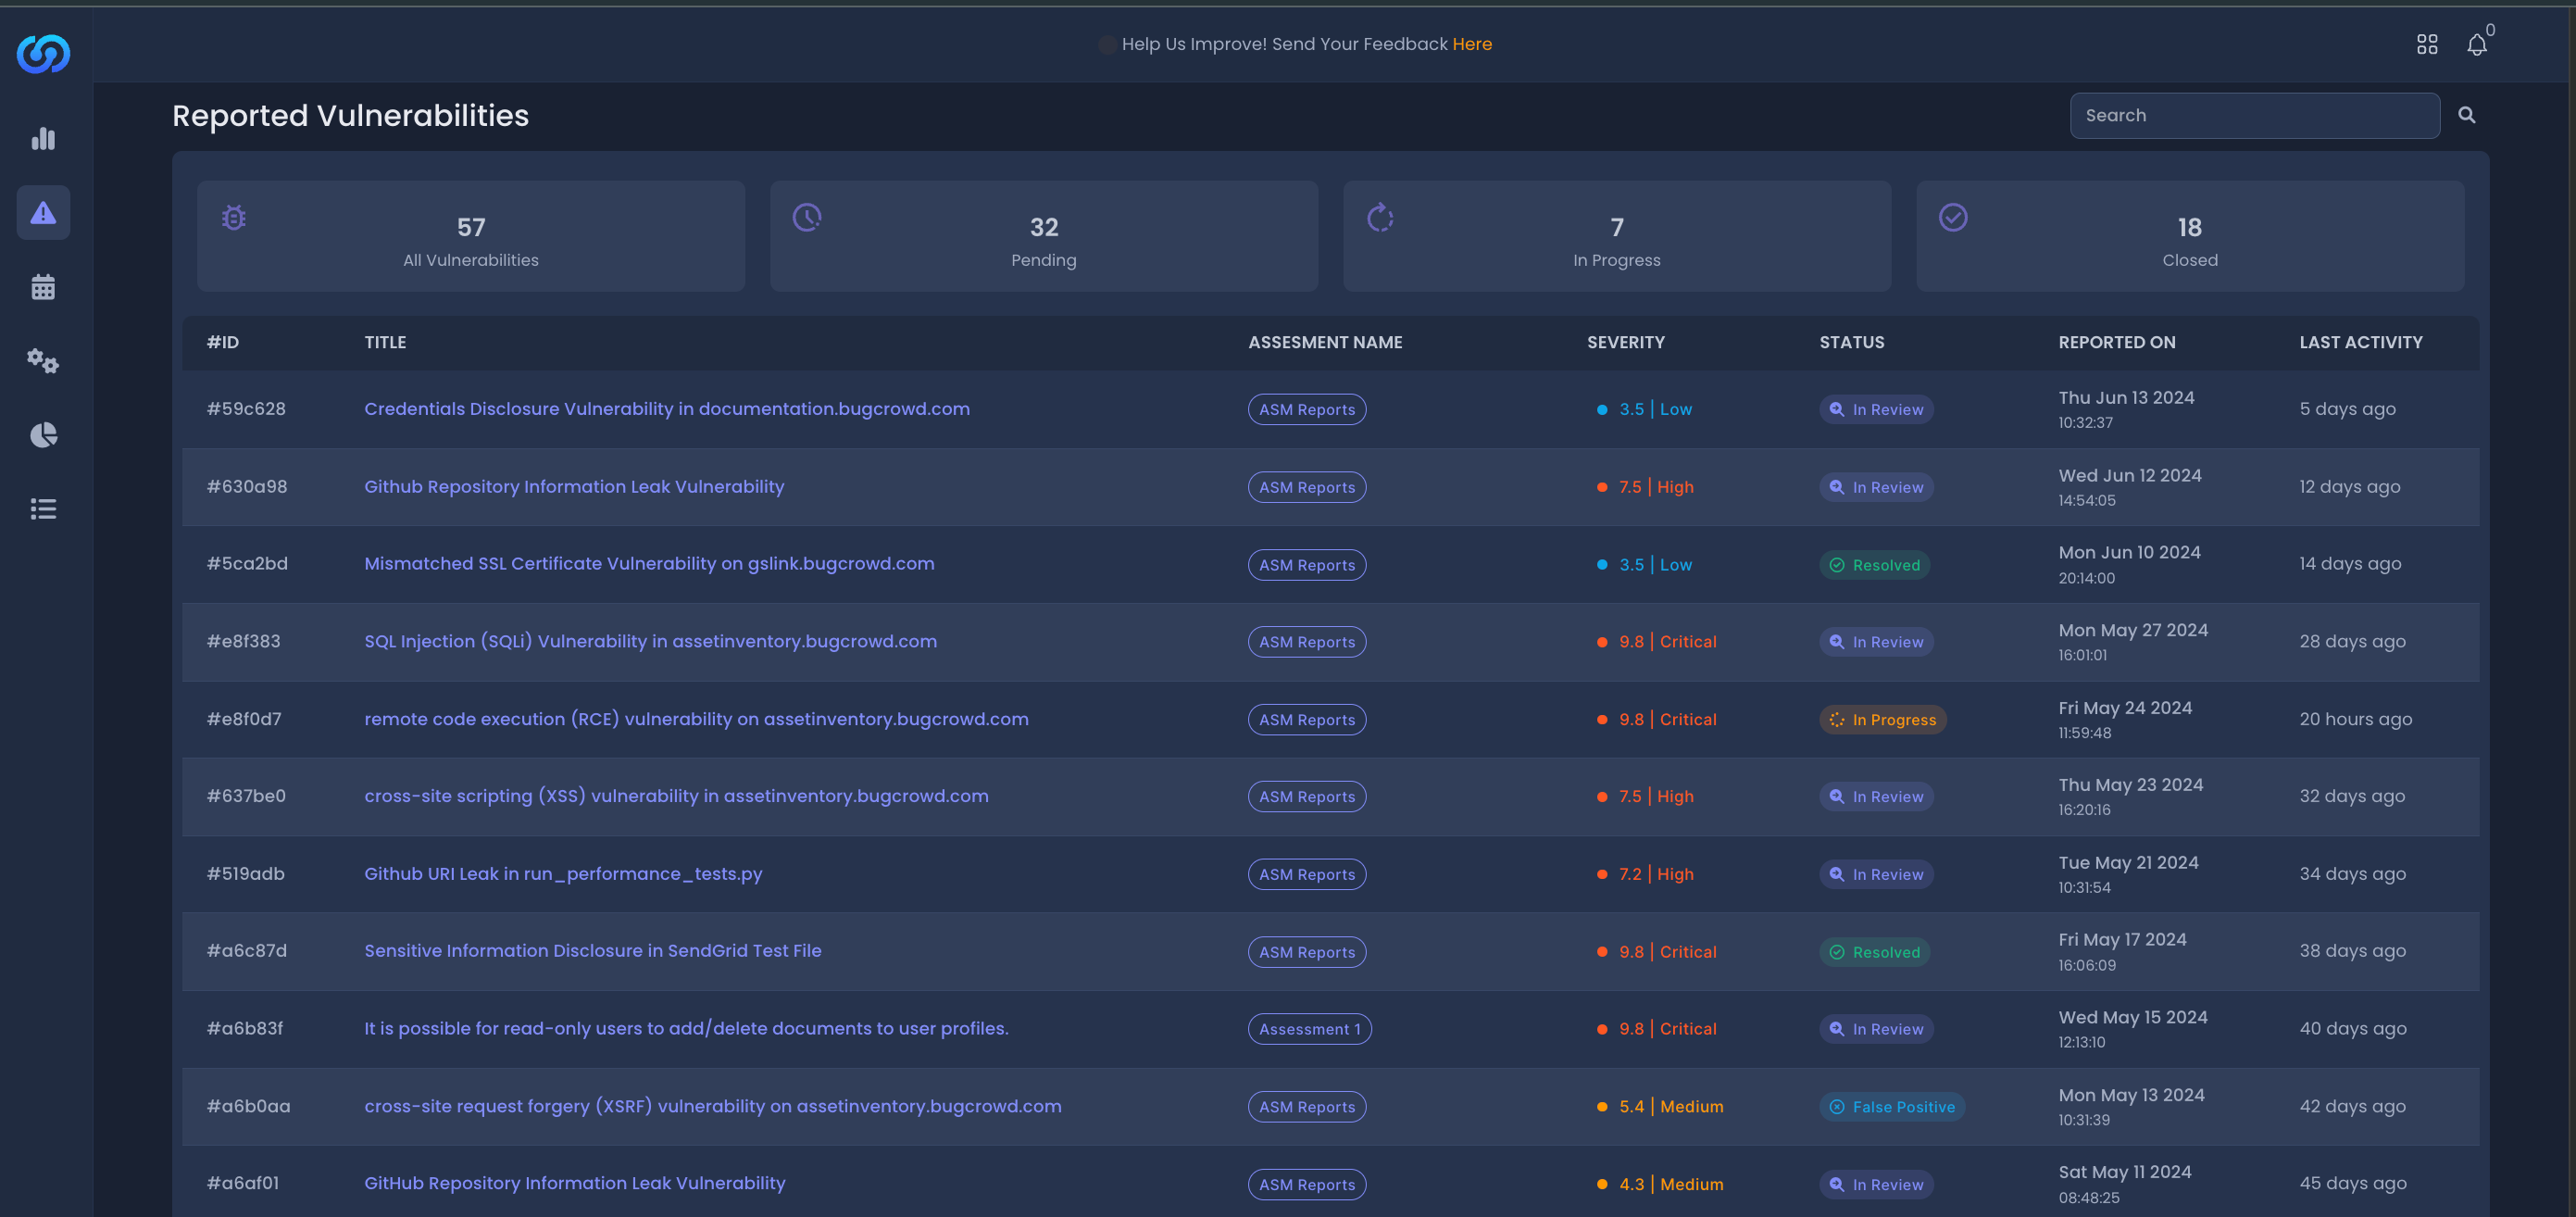 Help Us Improve! Send Your Feedback Here
0
Reported Vulnerabilities
Search
57
All Vulnerabilities
32
Pending
7
In Progress
18
Closed
#ID TITLE ASSESMENT NAME SEVERITY STATUS REPORTED ON LAST ACTIVITY
#59c628 Credentials Disclosure Vulnerability in documentation.bugcrowd.com ASM Reports 3.5 | Low In Review Thu Jun 13 2024 5 days ago
10:32:37
#630a98 Github Repository Information Leak Vulnerability ASM Reports 7.5 | High In Review Wed Jun 12 2024 12 days ago
14:54:05
#5ca2bd Mismatched SSL Certificate Vulnerability on gslink.bugcrowd.com ASM Reports 3.5 | Low Resolved Mon Jun 10 2024 14 days ago
20:14:00
#e8f383 SQL Injection (SQLi) Vulnerability in assetinventory.bugcrowd.com ASM Reports 9.8 | Critical In Review Mon May 27 2024 28 days ago
16:01:01
#e8f0d7 remote code execution (RCE) vulnerability on assetinventory.bugcrowd.com ASM Reports 9.8 | Critical In Progress Fri May 24 2024 20 hours ago
11:59:48
#637be0 cross-site scripting (XSS) vulnerability in assetinventory.bugcrowd.com ASM Reports 7.5 | High In Review Thu May 23 2024 32 days ago
16:20:16
#519adb Github URI Leak in run_performance_tests.py ASM Reports 7.2 | High In Review Tue May 21 2024 34 days ago
10:31:54
#a6c87d Sensitive Information Disclosure in SendGrid Test File ASM Reports 9.8 | Critical Resolved Fri May 17 2024 38 days ago
16:06:09
#a6b83f It is possible for read-only users to add/delete documents to user profiles. Assessment 1 9.8 | Critical In Review Wed May 15 2024 40 days ago
12:13:10
#a6b0aa cross-site request forgery (XSRF) vulnerability on assetinventory.bugcrowd.com ASM Reports 5.4 | Medium False Positive Mon May 13 2024 42 days ago
10:31:39
#a6af01 GitHub Repository Information Leak Vulnerability ASM Reports 4.3 | Medium In Review Sat May 11 2024 45 days ago
08:48:25